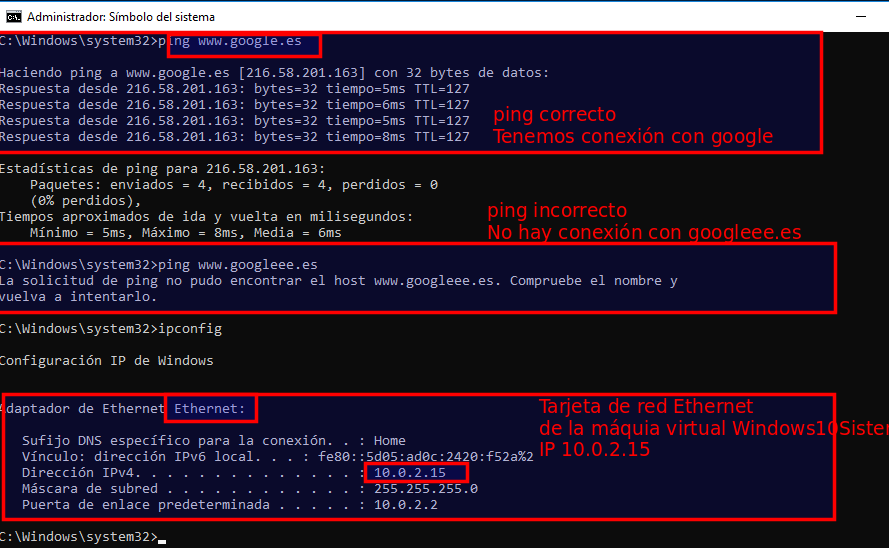 Administrador: Símbolo del sistema
C:\Windows\system32>ping www.google.es
Haciendo ping a www.google.es [216.58.201.163] con 32 bytes de datos:
Respuesta desde 216.58.201.163: bytes=32 tiempo=5ms TTL=127
Respuesta desde 216.58.201.163: bytes=32 tiempo=6ms TTL=127
Respuesta desde 216.58.201.163: bytes=32 tiempo=5ms TTL=127
Respuesta desde 216.58.201.163: bytes=32 tiempo=8ms TTL=127
ping correcto
Tenemos conexión con google
Estadísticas de ping para 216.58.201.163:
Paquetes: enviados = 4, recibidos = 4, perdidos = 0
(0% perdidos),
Tiempos aproximados de ida y vuelta en milisegundos:
Mínimo = 5ms, Máximo = 8ms, Media = 6ms
ping incorrecto
No hay conexión con googleee.es
C:\Windows\system32>ping www.googleee.es
La solicitud de ping no pudo encontrar el host www.googleee.es. Compruebe el nombre y
vuelva a intentarlo.
C:\Windows\system32>ipconfig
Configuración IP de Windows
Adaptador de Ethernet Ethernet:
Tarjeta de red Ethernet
de la máquia virtual Windows10Sister
IP 10.0.2.15
Sufijo DNS específico para la conexión. . : Home
Vínculo: dirección IPv6 local. . . : fe80::5d05:ad0c:2420:f52a%2
Dirección IPv4. . . . . . . . . . . . . . : 10.0.2.15
Máscara de subred . . . . . . . . . . . . : 255.255.255.0
Puerta de enlace predeterminada . . . . . : 10.0.2.2
C:\Windows\system32>